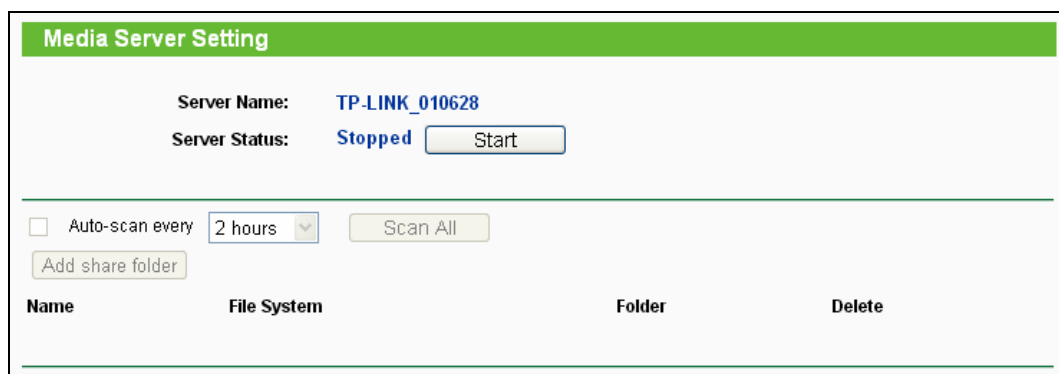 Media Server Setting
Server Name: TP-LINK_010628
Server Status: Stopped Start
Auto-scan every 2 hours Scan All
Add share folder
Name File System Folder Delete